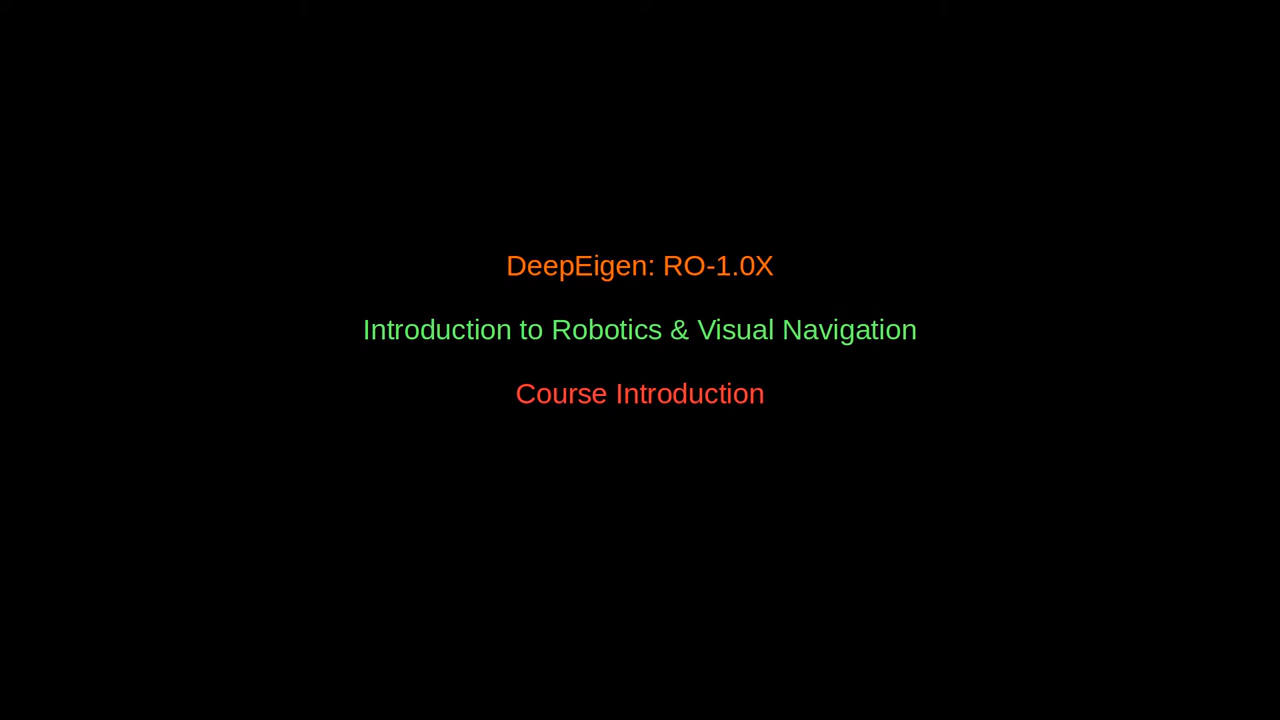 DeepEigen: RO-1.0X
Introduction to Robotics & Visual Navigation
Course Introduction